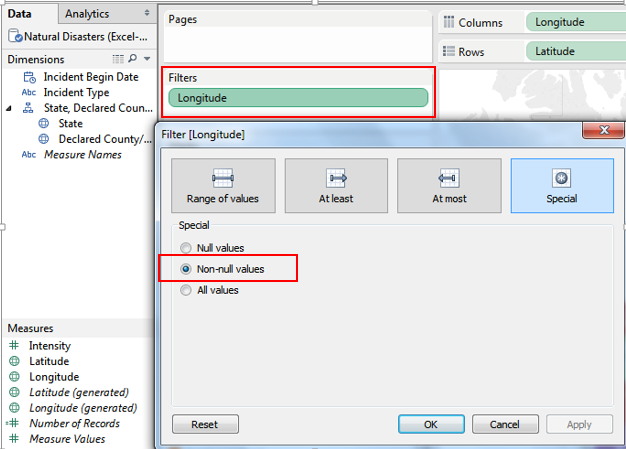 Data
Analytics
Natural Disasters (Excel-...
Dimensions
Incident Begin Date
Abc Incident Type
State, Declared Coun...
State
Declared County/...
Abc Measure Names
Measures
# Intensity
Latitude
Longitude
Latitude (generated)
Longitude (generated)
=# Number of Records
# Measure Values
Pages
Filters
Longitude
Columns
Longitude
Rows
Latitude
Filter [Longitude]
Range of values
At least
At most
Special
Special
Null values
Non-null values
All values
Reset
OK
Cancel
Apply